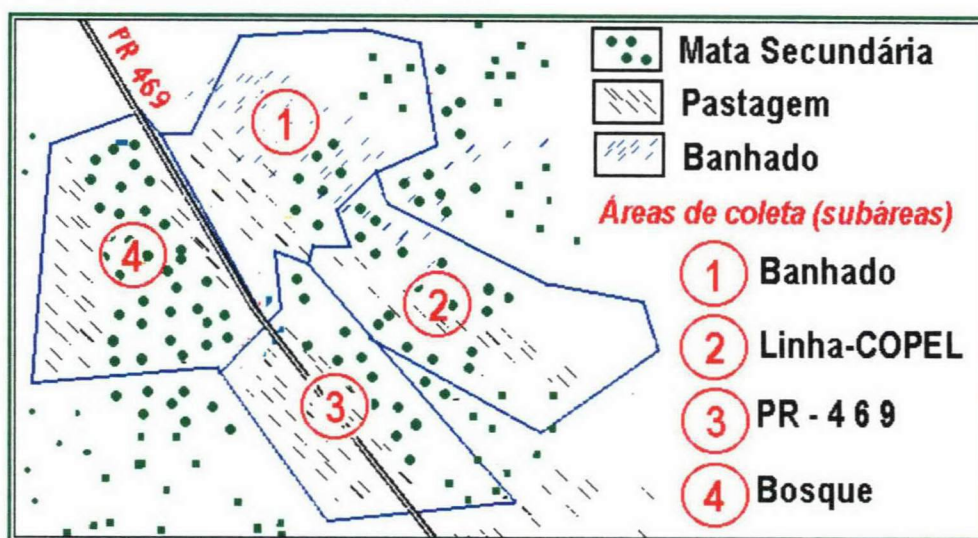 PR 469
1
2
3
4
Mata Secundária
Pastagem
Banhado
Áreas de coleta (subáreas)
1 Banhado
2 Linha-COPEL
3 PR - 4 6 9
4 Bosque